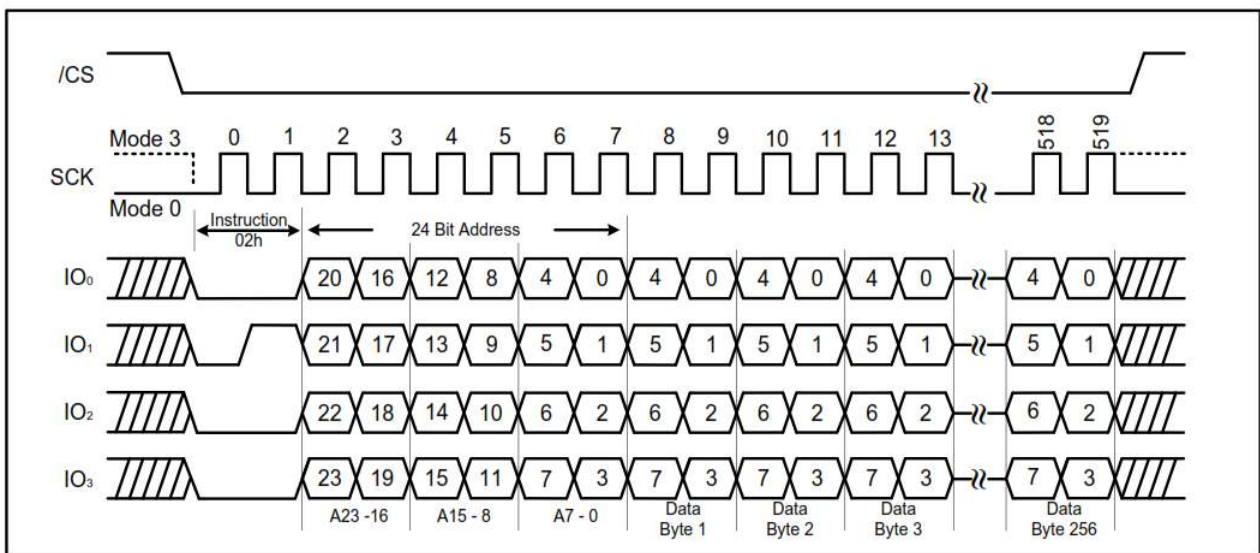 /CS
Mode 3 0 1 2 3 4 5 6 7 8 9 10 11 12 13 518 519
SCK
Mode 0
Instruction
02h
24 Bit Address
IO₀ 20 16 12 8 4 0 4 0 4 0 4 0 4 0
IO₁ 21 17 13 9 5 1 5 1 5 1 5 1 5 1
IO₂ 22 18 14 10 6 2 6 2 6 2 6 2 6 2
IO₃ 23 19 15 11 7 3 7 3 7 3 7 3 7 3
A23 -16 A15 - 8 A7 - 0 Data Data Data Data
Byte 1 Byte 2 Byte 3 Byte 256